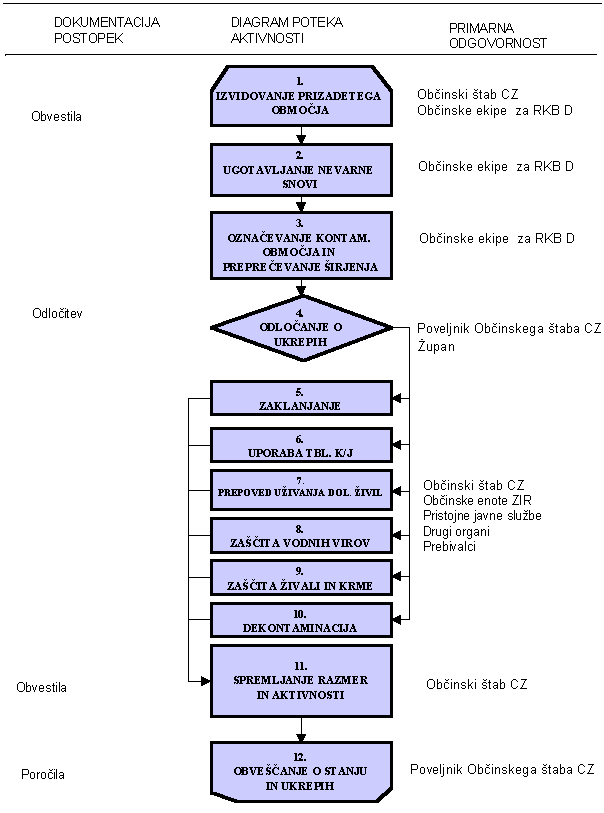 DOKUMENTACIJA
POSTOPEK
DIAGRAM POTEKA
AKTIVNOSTI
PRIMARNA
ODGOVORNOST
1.
IZVIDOVANJE PRIZADETEGA
OBMOČJA
Občinski štab CZ
Občinske ekipe za RKB D
Obvestila
2.
UGOTAVLJANJE NEVARNE
SNOVI
Občinske ekipe za RKB D
3.
OZNAČEVANJE KONTAM.
OBMOČJA IN
PREPREČEVANJE ŠIRJENJA
Občinske ekipe za RKB D
Odločitev
4.
ODLOČANJE O
UKREPIH
Poveljnik Občinskega štaba CZ
Župan
5.
ZAKLANJANJE
6.
UPORABA TBL. K/J
7.
PREPOVED UŽIVANJA DOL. ŽIVIL
8.
ZAŠČITA VODNIH VIROV
9.
ZAŠČITA ŽIVALI IN KRME
10.
DEKONTAMINACIJA
Občinski štab CZ
Občinske enote ZIR
Pristojne javne službe
Drugi organi
Prebivalci
Obvestila
11.
SPREMLJANJE RAZMER
IN AKTIVNOSTI
Občinski štab CZ
Poročila
12.
OBVEŠČANJE O STANJU
IN UKREPIH
Poveljnik Občinskega štaba CZ